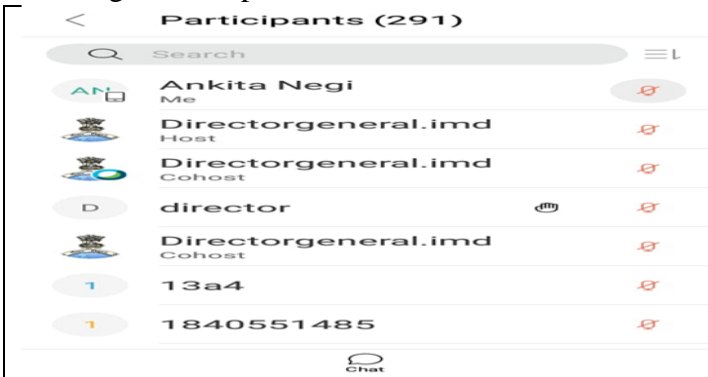 Participants (291)
Search
AN
Ankita Negi
Me
Directorgeneral.imd
Host
Directorgeneral.imd
Cohost
D
director
Directorgeneral.imd
Cohost
1
13a4
1
1840551485
Chat